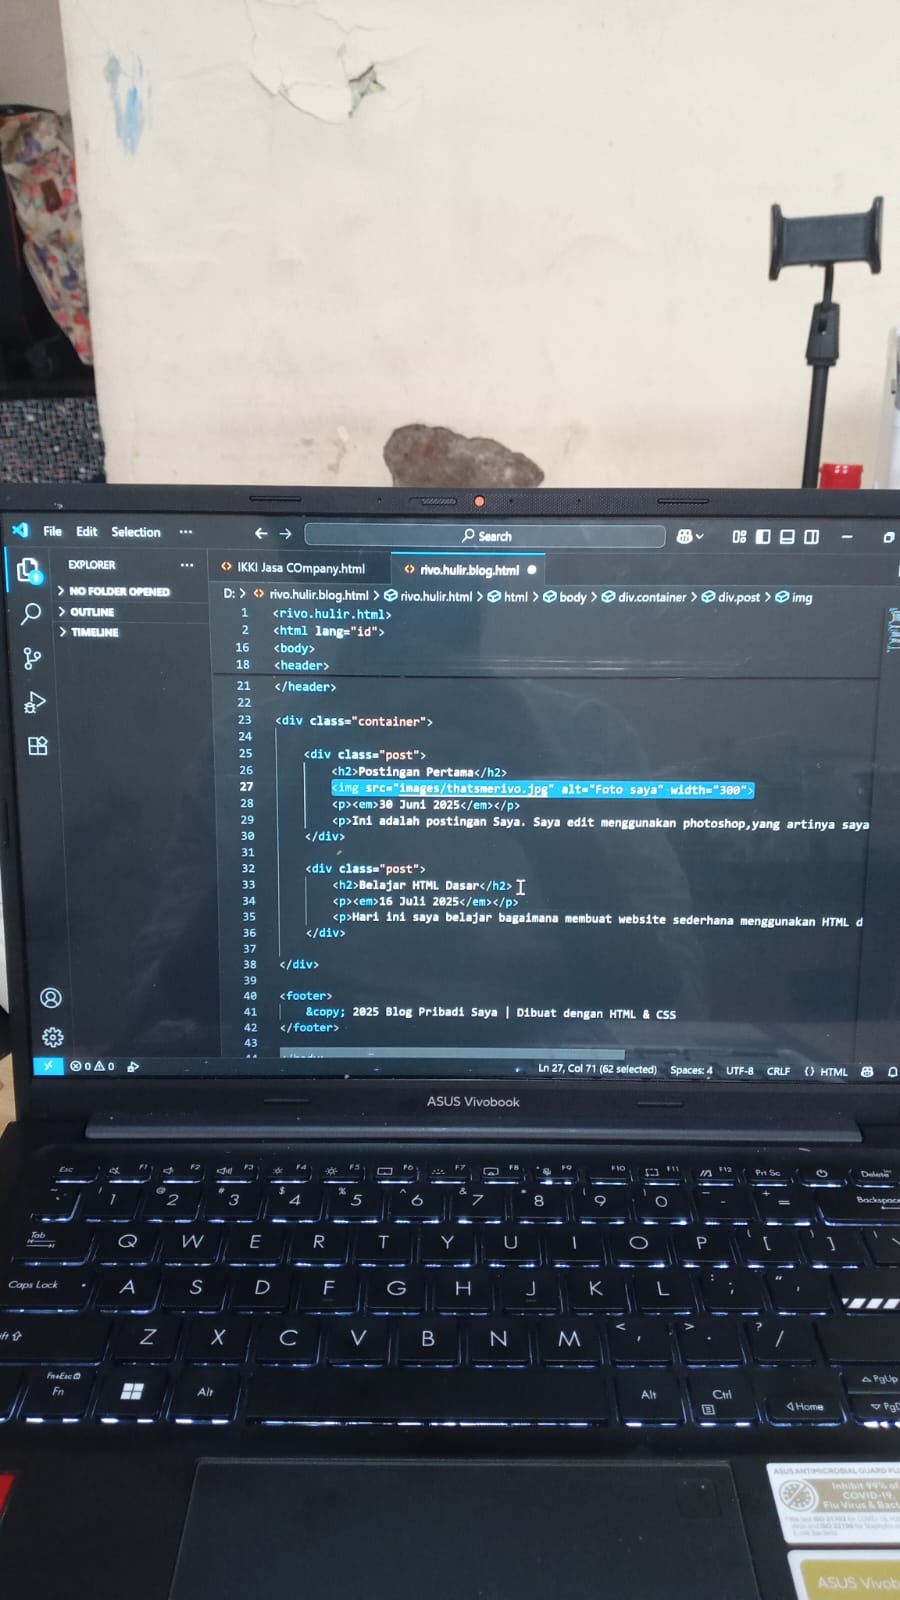 File Edit Selection ··· Search
EXPLORER ···
NO FOLDER OPENED
OUTLINE
TIMELINE
IKKI Jasa COmpany.html rivo.hulir.blog.html
D: > rivo.hulir.blog.html > rivo.hulir.html > html > body > div.container > div.post > img
1 <rivo.hulir.html>
2 <html lang="id">
16 <body>
18 <header>
21 </header>
22
23 <div class="container">
24
25 <div class="post">
26 <h2>Postingan Pertama</h2>
27 <img src="images/thatsmerivo.jpg" alt="Foto saya" width="300">
28 <p><em>30 Juni 2025</em></p>
29 <p>Ini adalah postingan Saya. Saya edit menggunakan photoshop,yang artinya saya
30 </div>
31
32 <div class="post">
33 <h2>Belajar HTML Dasar</h2>
34 <p><em>16 Juli 2025</em></p>
35 <p>Hari ini saya belajar bagaimana membuat website sederhana menggunakan HTML d
36 </div>
37
38 </div>
39
40 <footer>
41 &copy; 2025 Blog Pribadi Saya | Dibuat dengan HTML & CSS
42 </footer>
43
0 0 Ln 27, Col 71 (62 selected) Spaces: 4 UTF-8 CRLF {} HTML
ASUS Vivobook
Esc F1 F2 F3 F4 F5 F6 F7 F8 F9 F10 F11 F12 Prt Sc Delete
! 1 @ 2 # 3 $ 4 % 5 ^ 6 & 7 * 8 ( 9 ) 0 _ - + = Backspace
Tab Q W E R T Y U I O P { [ } ] \
Caps Lock A S D F G H J K L : ; " '
Z X C V B N M < , > . ? /
Fn+Esc
Fn Alt Alt Ctrl Home PgUp
ASUS ANTIMICROBIAL GUARD
Inhibit 99% of
COVID-19,
Flu Virus & Bact
ASUS Vivob